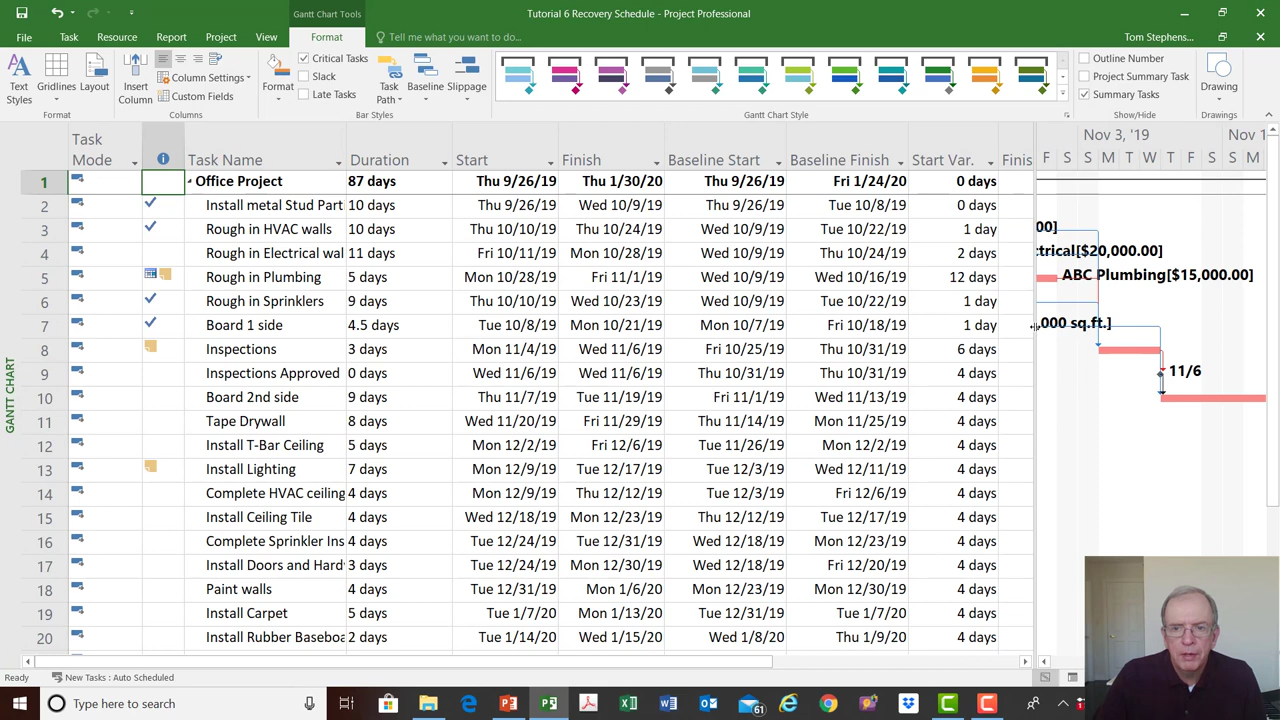 Gantt Chart Tools
Tutorial 6 Recovery Schedule - Project Professional
File Task Resource Report Project View Format Tell me what you want to do... Tom Stephens...
Text Styles
Gridlines
Layout
Format
Insert Column
Column Settings
Custom Fields
Columns
Format
Critical Tasks
Slack
Late Tasks
Task Path
Baseline
Slippage
Bar Styles
Gantt Chart Style
Outline Number
Project Summary Task
Summary Tasks
Show/Hide
Drawing
Drawings
Task Mode Task Name Duration Start Finish Baseline Start Baseline Finish Start Var. Finis
Nov 3, '19 Nov 1
F S S M T W T F S S M
1 Office Project 87 days Thu 9/26/19 Thu 1/30/20 Thu 9/26/19 Fri 1/24/20 0 days
2 Install metal Stud Parti 10 days Thu 9/26/19 Wed 10/9/19 Thu 9/26/19 Tue 10/8/19 0 days
3 Rough in HVAC walls 10 days Thu 10/10/19 Thu 10/24/19 Wed 10/9/19 Tue 10/22/19 1 day 00]
4 Rough in Electrical wal 11 days Fri 10/11/19 Mon 10/28/19 Wed 10/9/19 Thu 10/24/19 2 days ctrical[$20,000.00]
5 Rough in Plumbing 5 days Mon 10/28/19 Fri 11/1/19 Wed 10/9/19 Wed 10/16/19 12 days ABC Plumbing[$15,000.00]
6 Rough in Sprinklers 9 days Thu 10/10/19 Wed 10/23/19 Wed 10/9/19 Tue 10/22/19 1 day
7 Board 1 side 4.5 days Tue 10/8/19 Tue 10/22/19 Mon 10/7/19 Fri 10/18/19 1 day ,000 sq.ft.]
8 Inspections 3 days Mon 11/4/19 Wed 11/6/19 Fri 10/25/19 Thu 10/31/19 6 days
9 Inspections Approved 0 days Wed 11/6/19 Wed 11/6/19 Thu 10/31/19 Thu 10/31/19 4 days 11/6
10 Board 2nd side 9 days Thu 11/7/19 Tue 11/19/19 Fri 11/1/19 Wed 11/13/19 4 days
11 Tape Drywall 8 days Wed 11/20/19 Fri 11/29/19 Thu 11/14/19 Mon 11/25/19 4 days
12 Install T-Bar Ceiling 5 days Mon 12/2/19 Fri 12/6/19 Tue 11/26/19 Mon 12/2/19 4 days
13 Install Lighting 7 days Mon 12/9/19 Tue 12/17/19 Tue 12/3/19 Wed 12/11/19 4 days
14 Complete HVAC ceiling 4 days Mon 12/9/19 Thu 12/12/19 Tue 12/3/19 Fri 12/6/19 4 days
15 Install Ceiling Tile 4 days Wed 12/18/19 Mon 12/23/19 Thu 12/12/19 Tue 12/17/19 4 days
16 Complete Sprinkler Ins 4 days Tue 12/24/19 Tue 12/31/19 Wed 12/18/19 Mon 12/23/19 4 days
17 Install Doors and Hard 3 days Tue 12/24/19 Mon 12/30/19 Wed 12/18/19 Fri 12/20/19 4 days
18 Paint walls 4 days Tue 12/31/19 Mon 1/6/20 Mon 12/30/19 4 days
19 Install Carpet 5 days Tue 1/7/20 Mon 1/13/20 Tue 12/31/19 Tue 1/7/20 4 days
20 Install Rubber Baseboa 2 days Tue 1/14/20 Wed 1/15/20 Wed 1/8/20 Thu 1/9/20 4 days
GANTT CHART
Ready New Tasks : Auto Scheduled
Type here to search 61